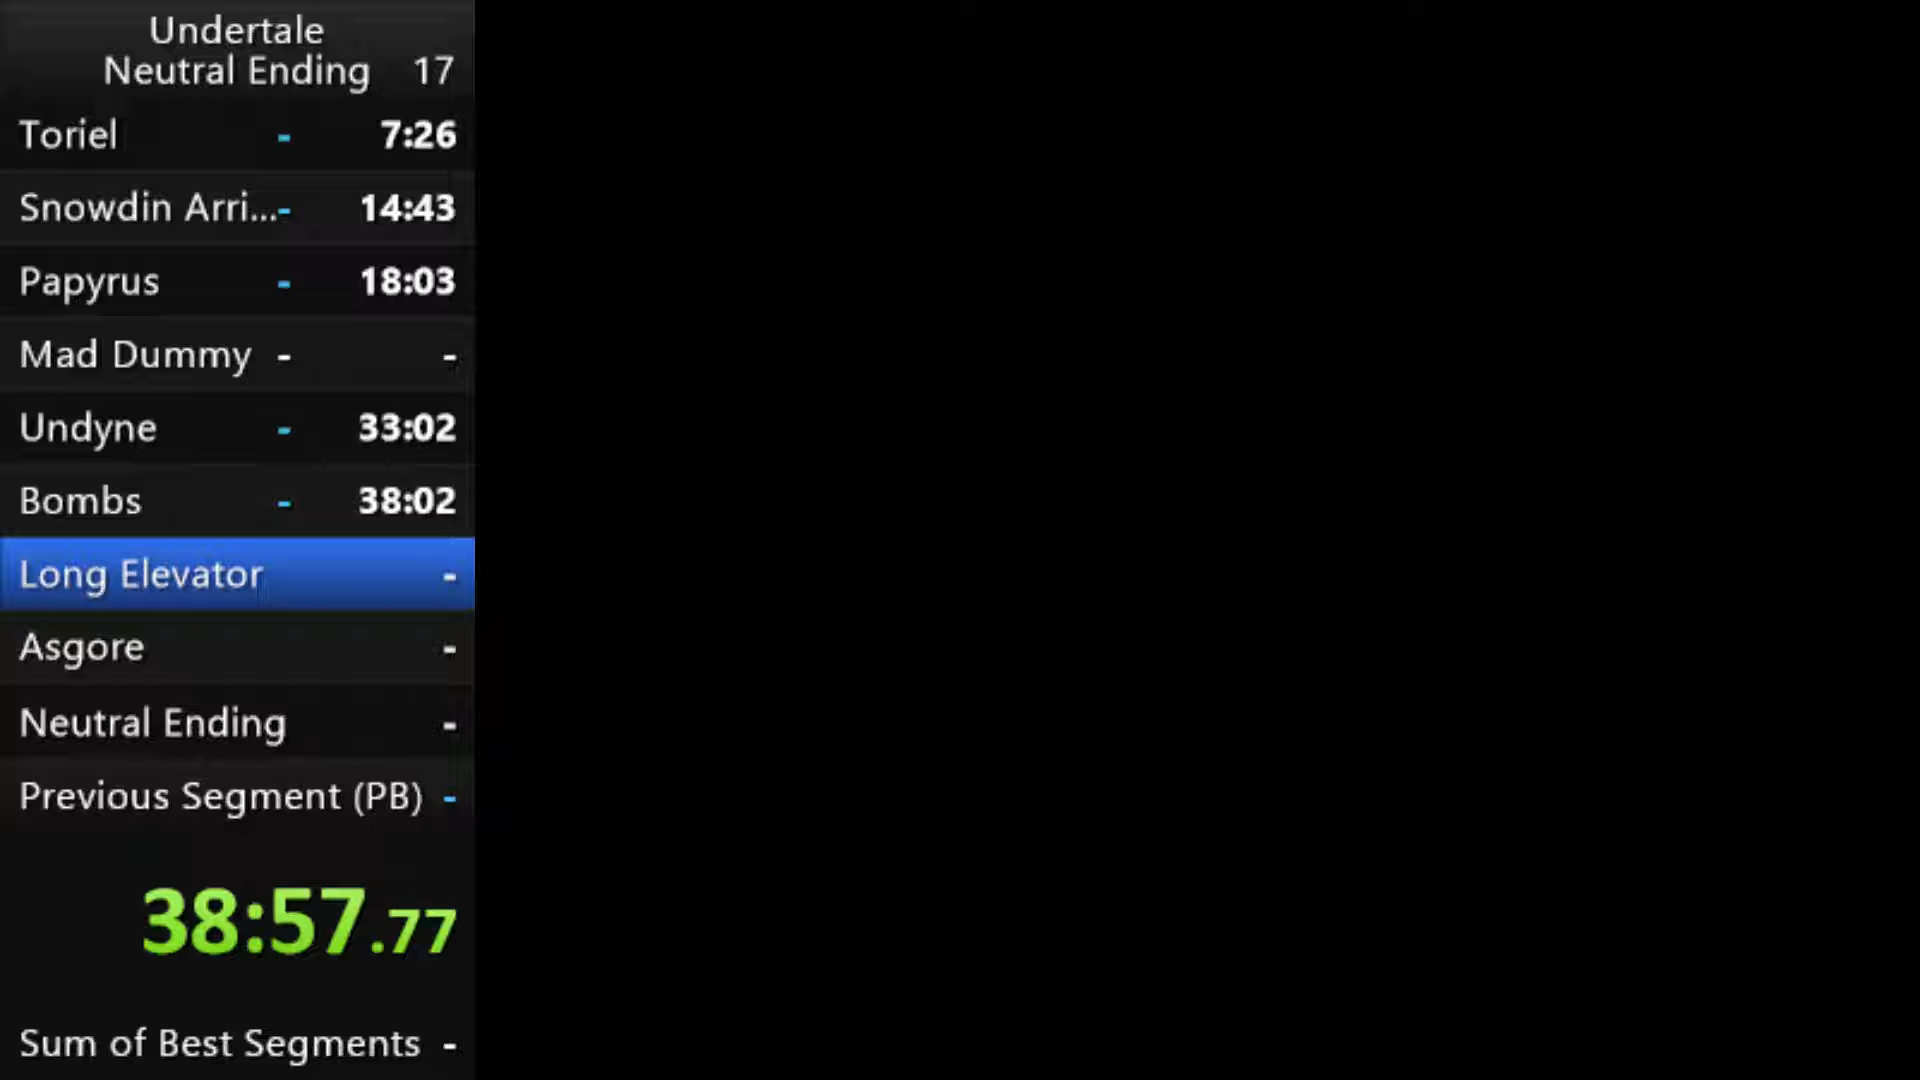 Undertale
Neutral Ending 17
Toriel - 7:26
Snowdin Arri...- 14:43
Papyrus - 18:03
Mad Dummy - -
Undyne - 33:02
Bombs - 38:02
Long Elevator -
Asgore -
Neutral Ending -
Previous Segment (PB) -
38:57.77
Sum of Best Segments -